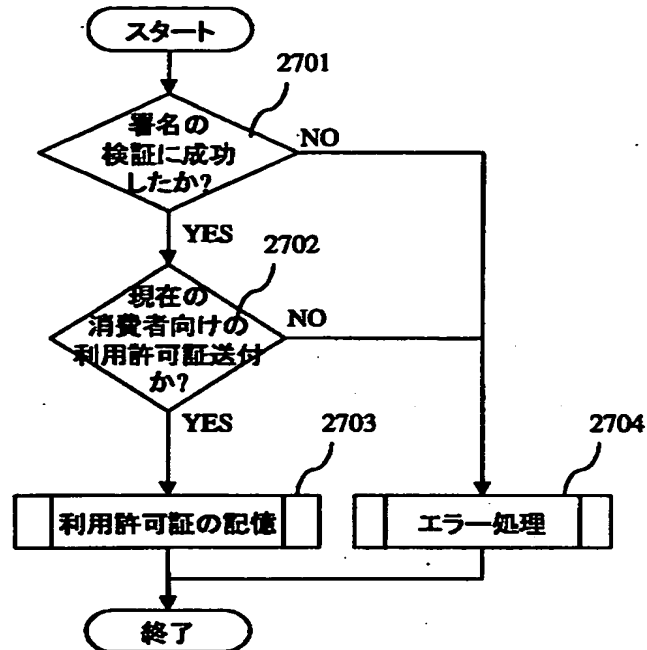 スタート
2701
署名の
検証に成功
したか?
NO
YES
2702
現在の
消費者向けの
利用許可証送付
か?
NO
YES
2703
利用許可証の記憶
2704
エラー処理
終了